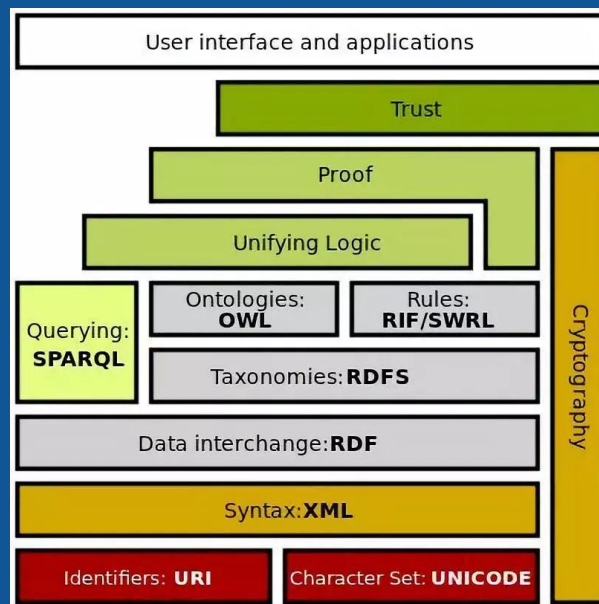 User interface and applications
Trust
Proof
Unifying Logic
Ontologies:
OWL
Rules:
RIF/SWRL
Querying:
SPARQL
Taxonomies:RDFS
Data interchange:RDF
Syntax:XML
Identifiers: URI
Character Set: UNICODE
Cryptography